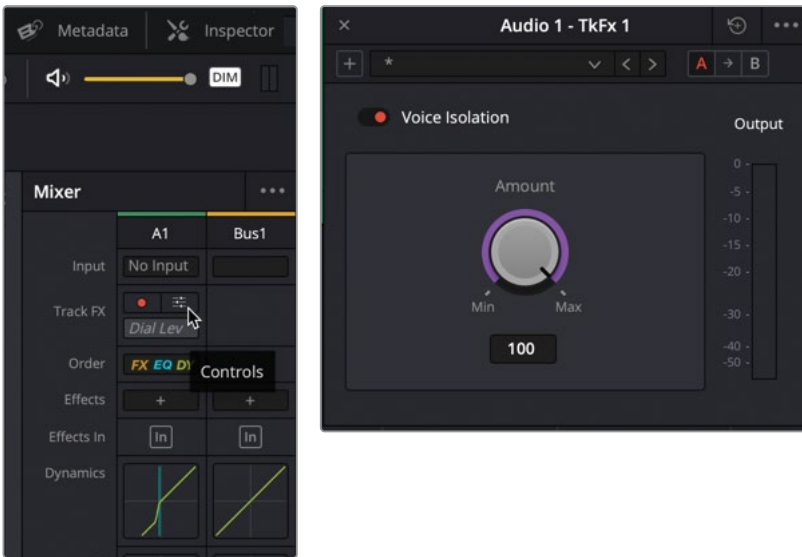 Metadata
Inspector
DIM
Mixer
A1
Bus1
Input
No Input
Track FX
Dial Lev
Order
FX EQ DY
Controls
Effects
+
+
Effects In
In
In
Dynamics
Audio 1 - TkFx 1
+
*
A
B
Voice Isolation
Output
Amount
Min
Max
100
0 -
-5 -
-10 -
-15 -
-20 -
-30 -
-40 -
-50 -